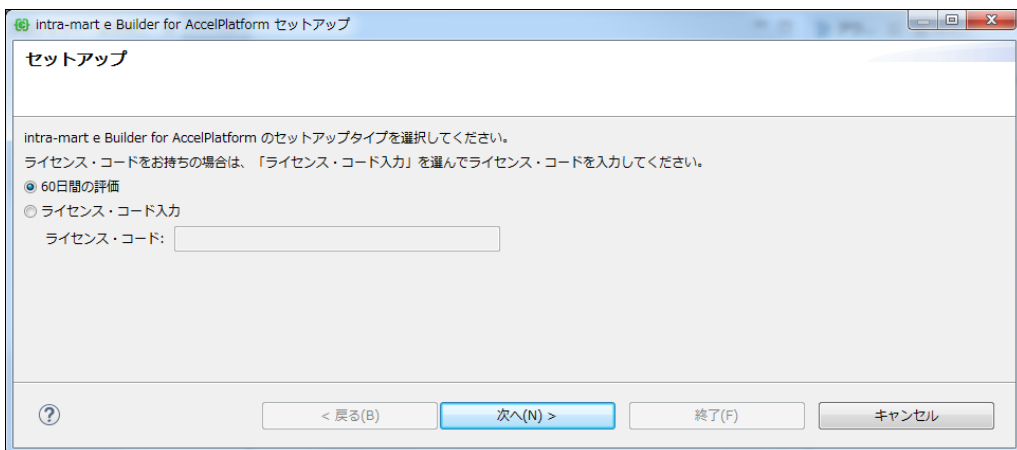 intra-mart e Builder for AccelPlatform セットアップ
セットアップ
intra-mart e Builder for AccelPlatform のセットアップタイプを選択してください。
ライセンス・コードをお持ちの場合は、「ライセンス・コード入力」を選んでライセンス・コードを入力してください。
60日間の評価
ライセンス・コード入力
ライセンス・コード:
< 戻る(B) 次へ(N) > 終了(F) キャンセル